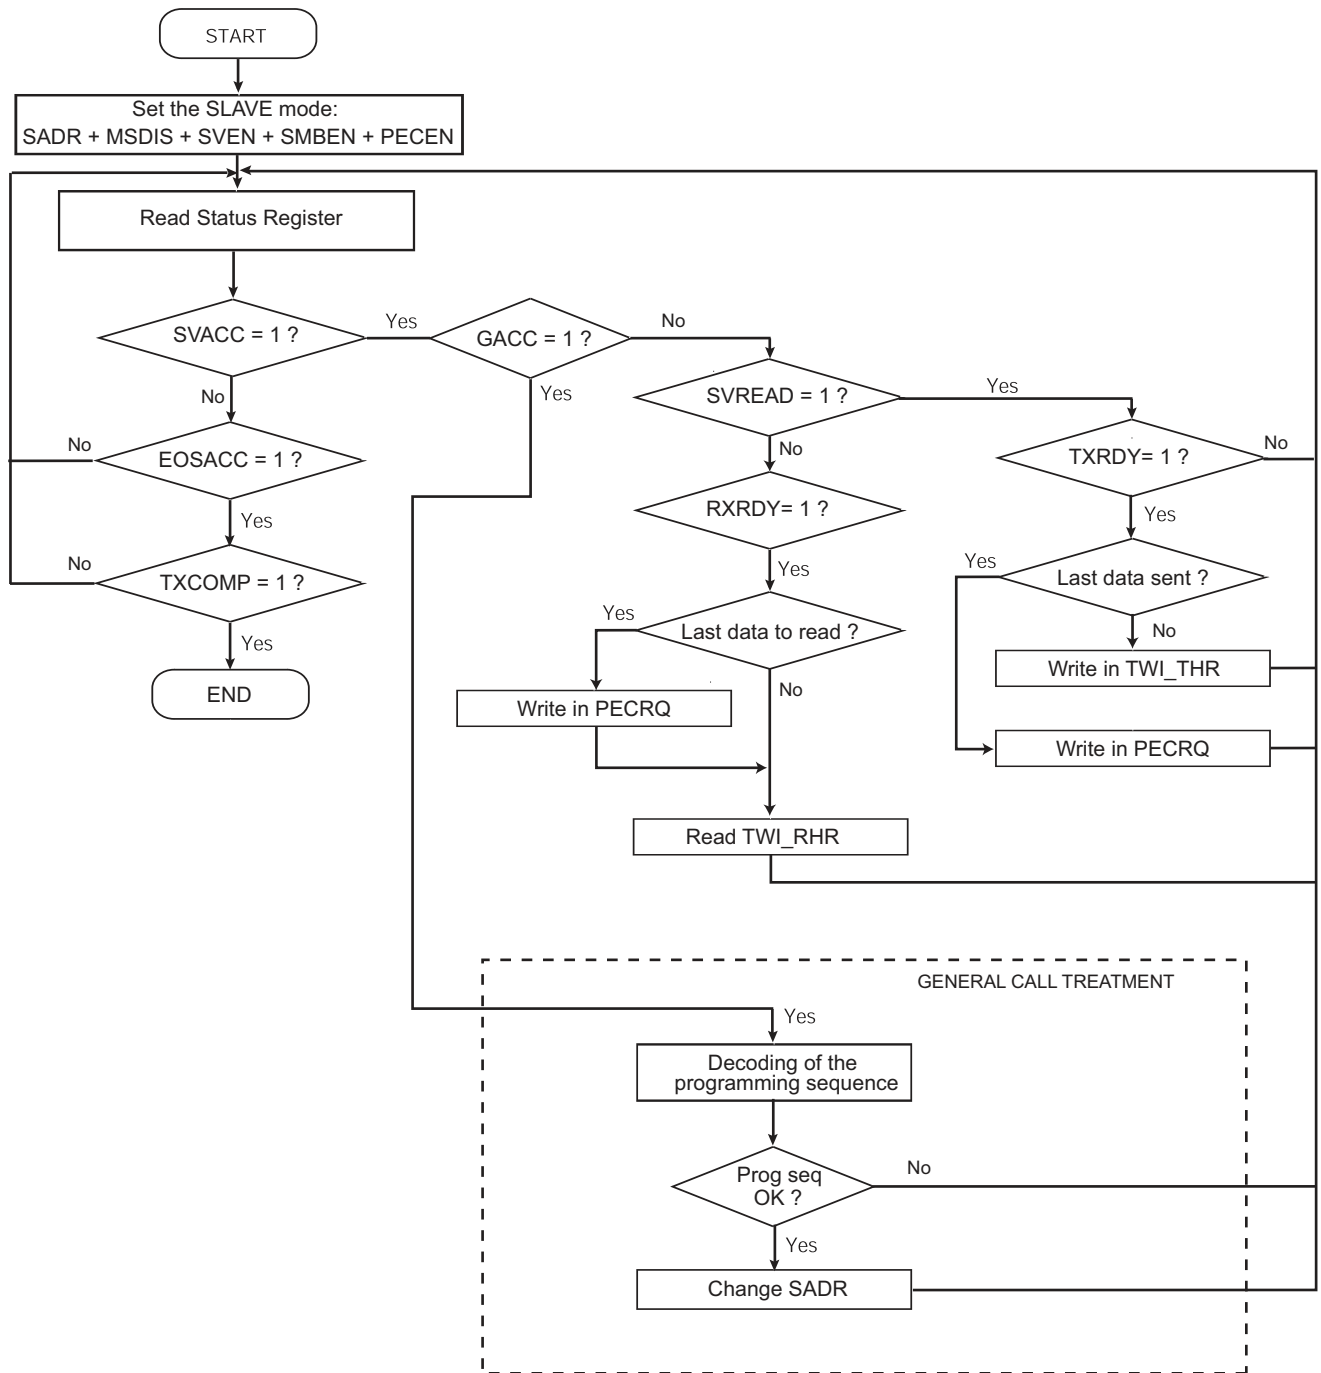 START
Set the SLAVE mode:
SADR + MSDIS + SVEN + SMBEN + PECEN
Read Status Register
SVACC = 1 ?
Yes
GACC = 1 ?
No
SVREAD = 1 ?
Yes
No
Yes
No
EOSACC = 1 ?
No
TXRDY= 1 ?
No
RXRDY= 1 ?
Yes
Yes
No
TXCOMP = 1 ?
Yes
Yes
Last data sent ?
Yes
Last data to read ?
No
Yes
END
Write in TWI_THR
No
Write in PECRQ
Write in PECRQ
Read TWI_RHR
GENERAL CALL TREATMENT
Yes
Decoding of the
programming sequence
Prog seq
OK ?
No
Yes
Change SADR